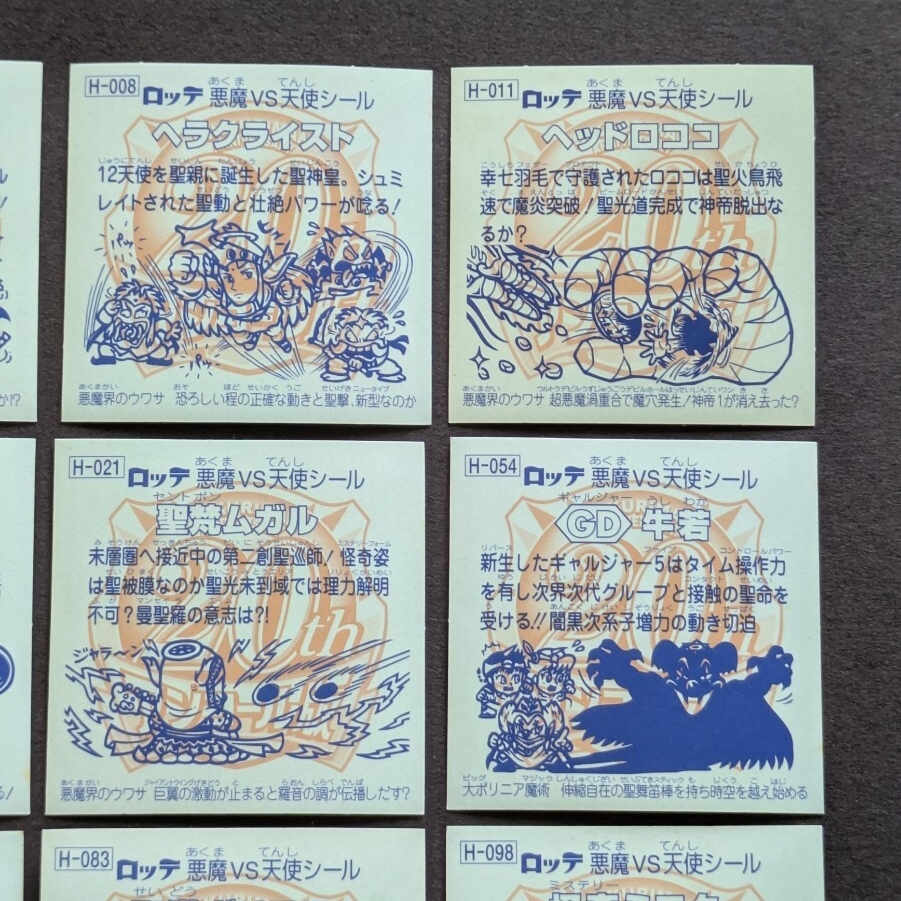 H-008 ロッテ 悪魔VS天使シール
ヘラクライスト
12天使を聖親に誕生した聖神皇。シュミ
レイトされた聖動と壮絶パワーが唸る!
パッ
悪魔界のウワサ 恐ろしい程の正確な動きと聖撃、新型なのか
H-011 ロッテ 悪魔VS天使シール
ヘッドロココ
幸七羽毛で守護されたロココは聖火鳥飛
速で魔炎突破!聖光道完成で神帝脱出な
るか?
悪魔界のウワサ 超悪魔渦重合で魔穴発生!神帝1が消え去った?
H-021 ロッテ 悪魔VS天使シール
聖梵ムガル
未層圏へ接近中の第二創聖巡師!怪奇姿
は聖被膜なのか聖光未到域では理力解明
不可?曼聖羅の意志は?!
ジャラ〜ン
悪魔界のウワサ 巨翼の激動が止まると羅音の調が伝播しだす?
H-054 ロッテ 悪魔VS天使シール
GD 牛若
新生したギャルジャー5はタイム操作力
を有し次界次代グループと接触の聖命を
受ける!!闇黒次系子増力の動き切迫
大ポリニア魔術 伸縮自在の聖舞笛棒を持ち時空を越え始める
H-083 ロッテ 悪魔VS天使シール
H-098 ロッテ 悪魔VS天使シール